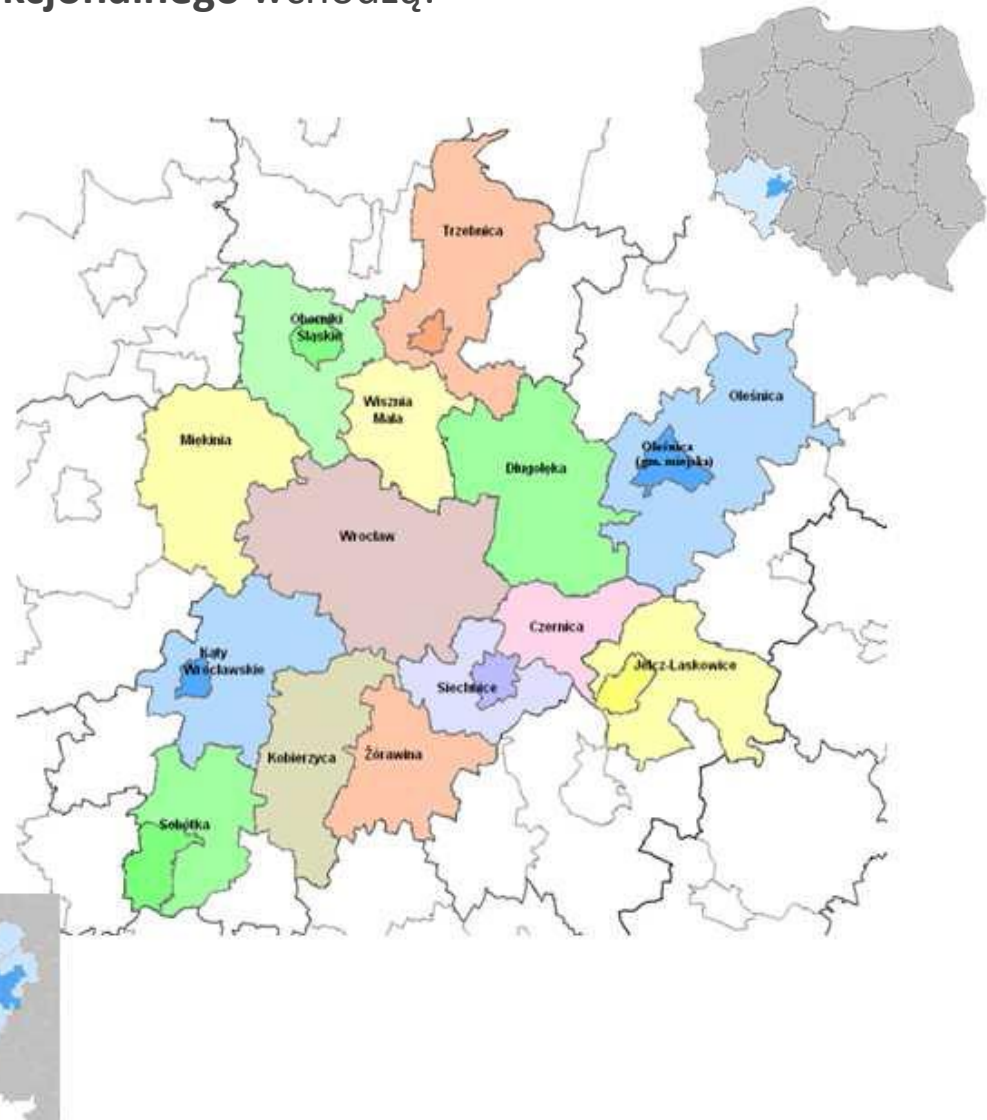 kcjonalnego wchodzą:
Trzebnica
Oborniki
Śląskie
Wisznia
Mała
Oleśnica
Miękinia
Oleśnica
(gm. miejska)
Długołęka
Wrocław
Czernica
Kąty
Wrocławskie
Jelcz-Laskowice
Siechnice
Kobierzyca
Żórawina
Sobótka